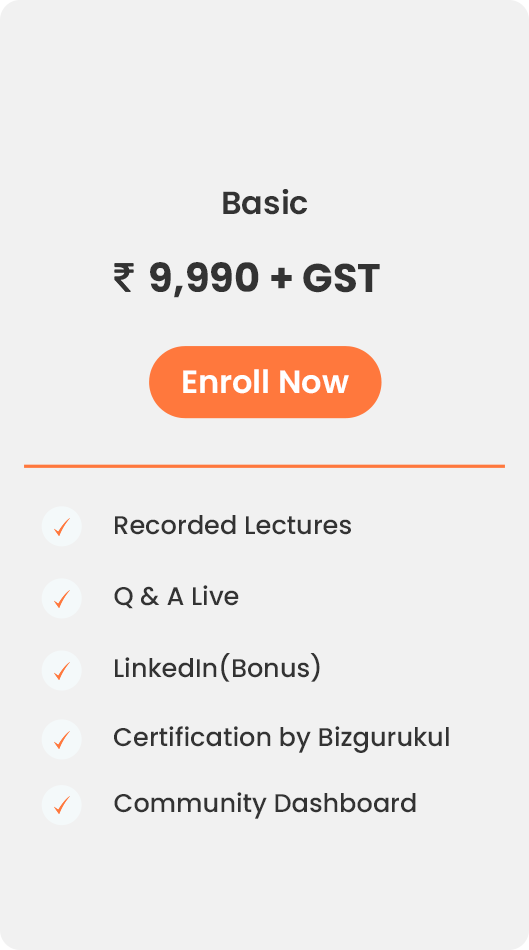 Basic
₹ 9,990 + GST
Enroll Now
Recorded Lectures
Q & A Live
LinkedIn(Bonus)
Certification by Bizgurukul
Community Dashboard